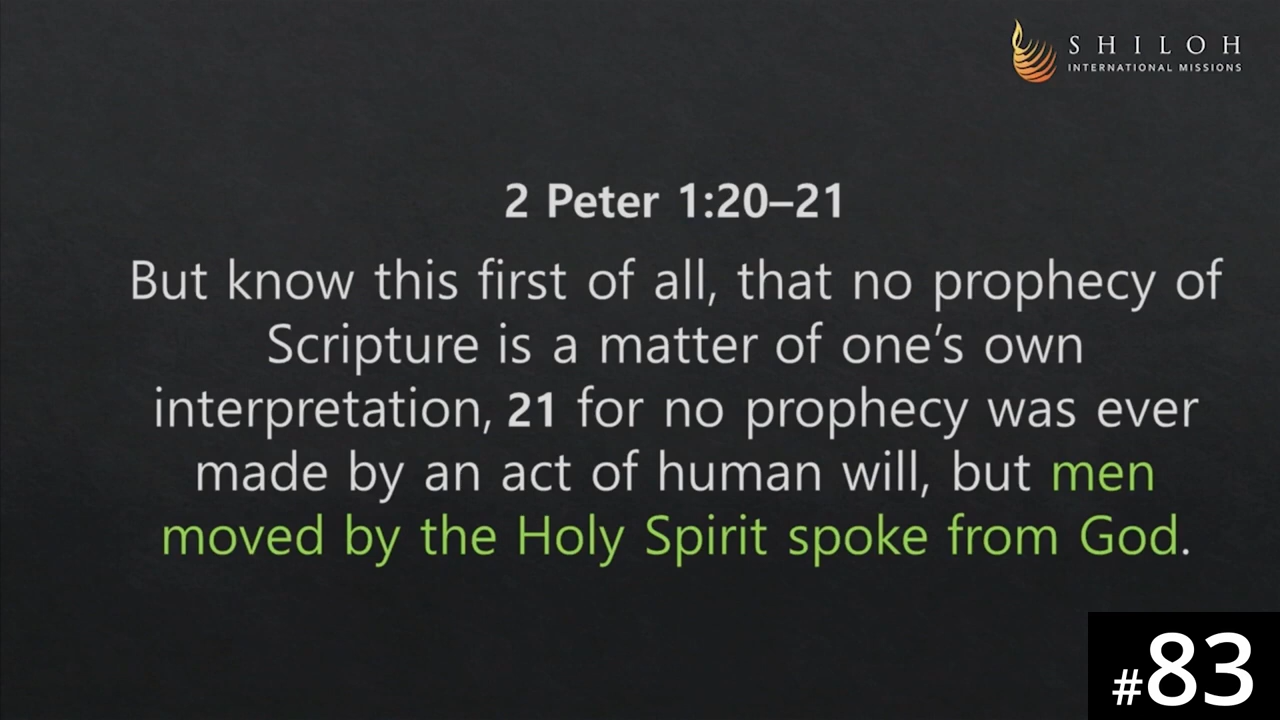 SHILOH
INTERNATIONAL MISSIONS
2 Peter 1:20–21
But know this first of all, that no prophecy of
Scripture is a matter of one’s own
interpretation, 21 for no prophecy was ever
made by an act of human will, but men
moved by the Holy Spirit spoke from God.
#83